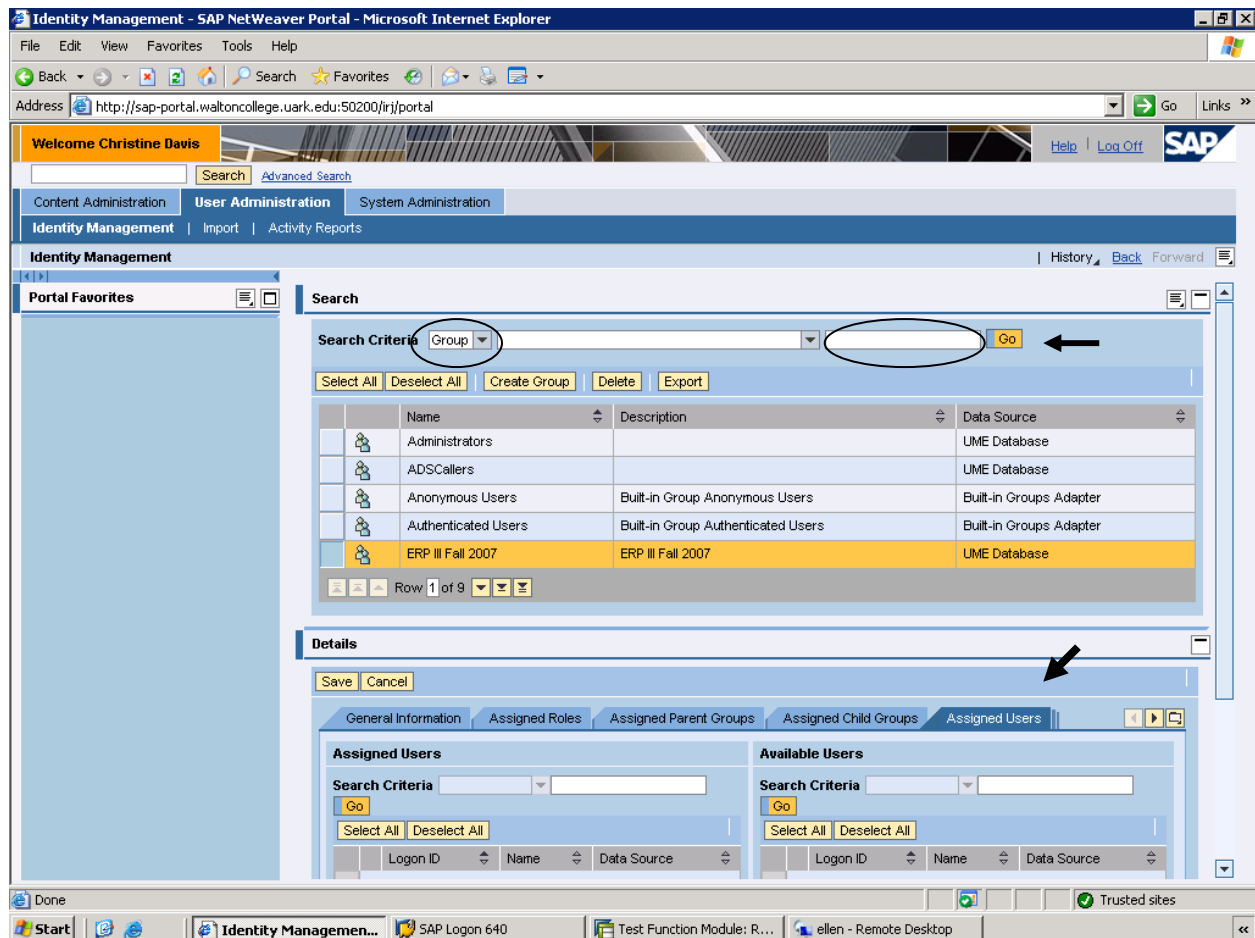 Identity Management - SAP NetWeaver Portal - Microsoft Internet Explorer
File Edit View Favorites Tools Help
Back Search Favorites
Address http://sap-portal.waltoncollege.uark.edu:50200/irj/portal Go Links »
Welcome Christine Davis Help Log Off SAP
Search Advanced Search
Content Administration User Administration System Administration
Identity Management | Import | Activity Reports
Identity Management | History Back Forward
Portal Favorites
Search
Search Criteria Group Go
Select All Deselect All Create Group Delete Export
Name Description Data Source
Administrators UME Database
ADSCallers UME Database
Anonymous Users Built-in Group Anonymous Users Built-in Groups Adapter
Authenticated Users Built-in Group Authenticated Users Built-in Groups Adapter
ERP III Fall 2007 ERP III Fall 2007 UME Database
Row 1 of 9
Details
Save Cancel
General Information Assigned Roles Assigned Parent Groups Assigned Child Groups Assigned Users
Assigned Users Available Users
Search Criteria Search Criteria
Go Go
Select All Deselect All Select All Deselect All
Logon ID Name Data Source Logon ID Name Data Source
Done Trusted sites
Start Identity Managemen... SAP Logon 640 Test Function Module: R... ellen - Remote Desktop «